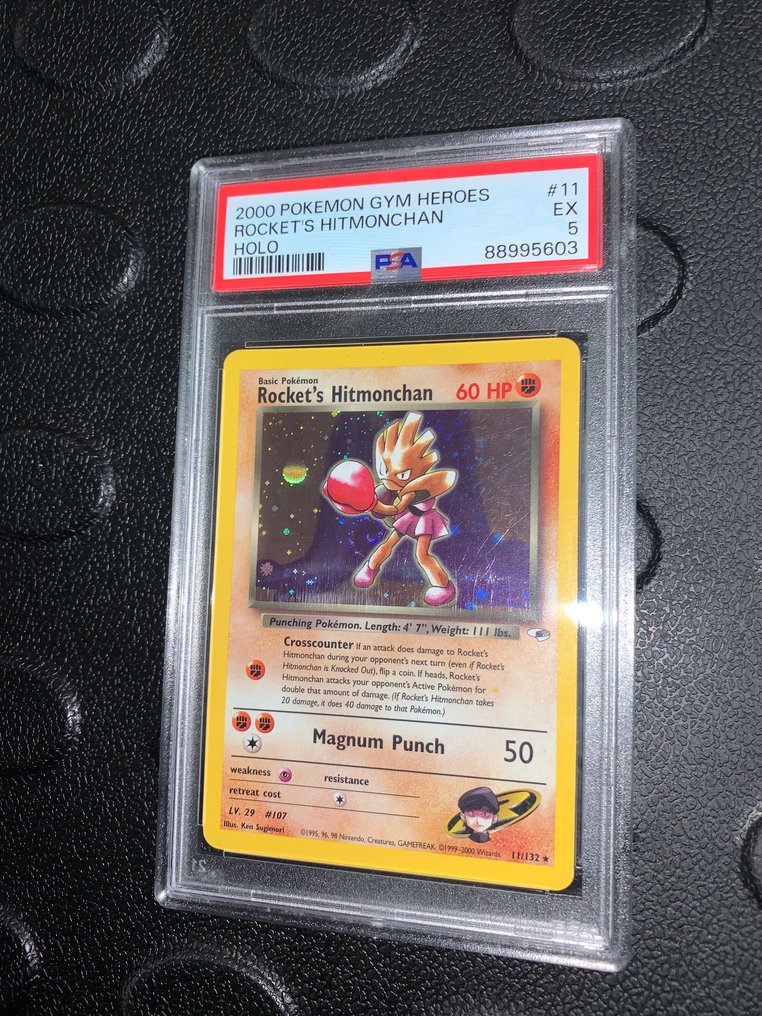 2000 POKEMON GYM HEROES #11
ROCKET'S HITMONCHAN EX
HOLO 5
PSA 88995603
Basic Pokémon
Rocket's Hitmonchan 60 HP
Punching Pokémon. Length: 4' 7", Weight: 111 lbs.
Crosscounter If an attack does damage to Rocket's
Hitmonchan during your opponent's next turn (even if Rocket's
Hitmonchan is Knocked Out), flip a coin. If heads, Rocket's
Hitmonchan attacks your opponent's Active Pokémon for
double that amount of damage. (If Rocket's Hitmonchan takes
20 damage, it does 40 damage to that Pokémon.)
Magnum Punch 50
weakness resistance
retreat cost
LV. 29 #107
Illus. Ken Sugimori
©1995, 96, 98 Nintendo, Creatures, GAMEFREAK. ©1999-2000 Wizards. 11/132 ★